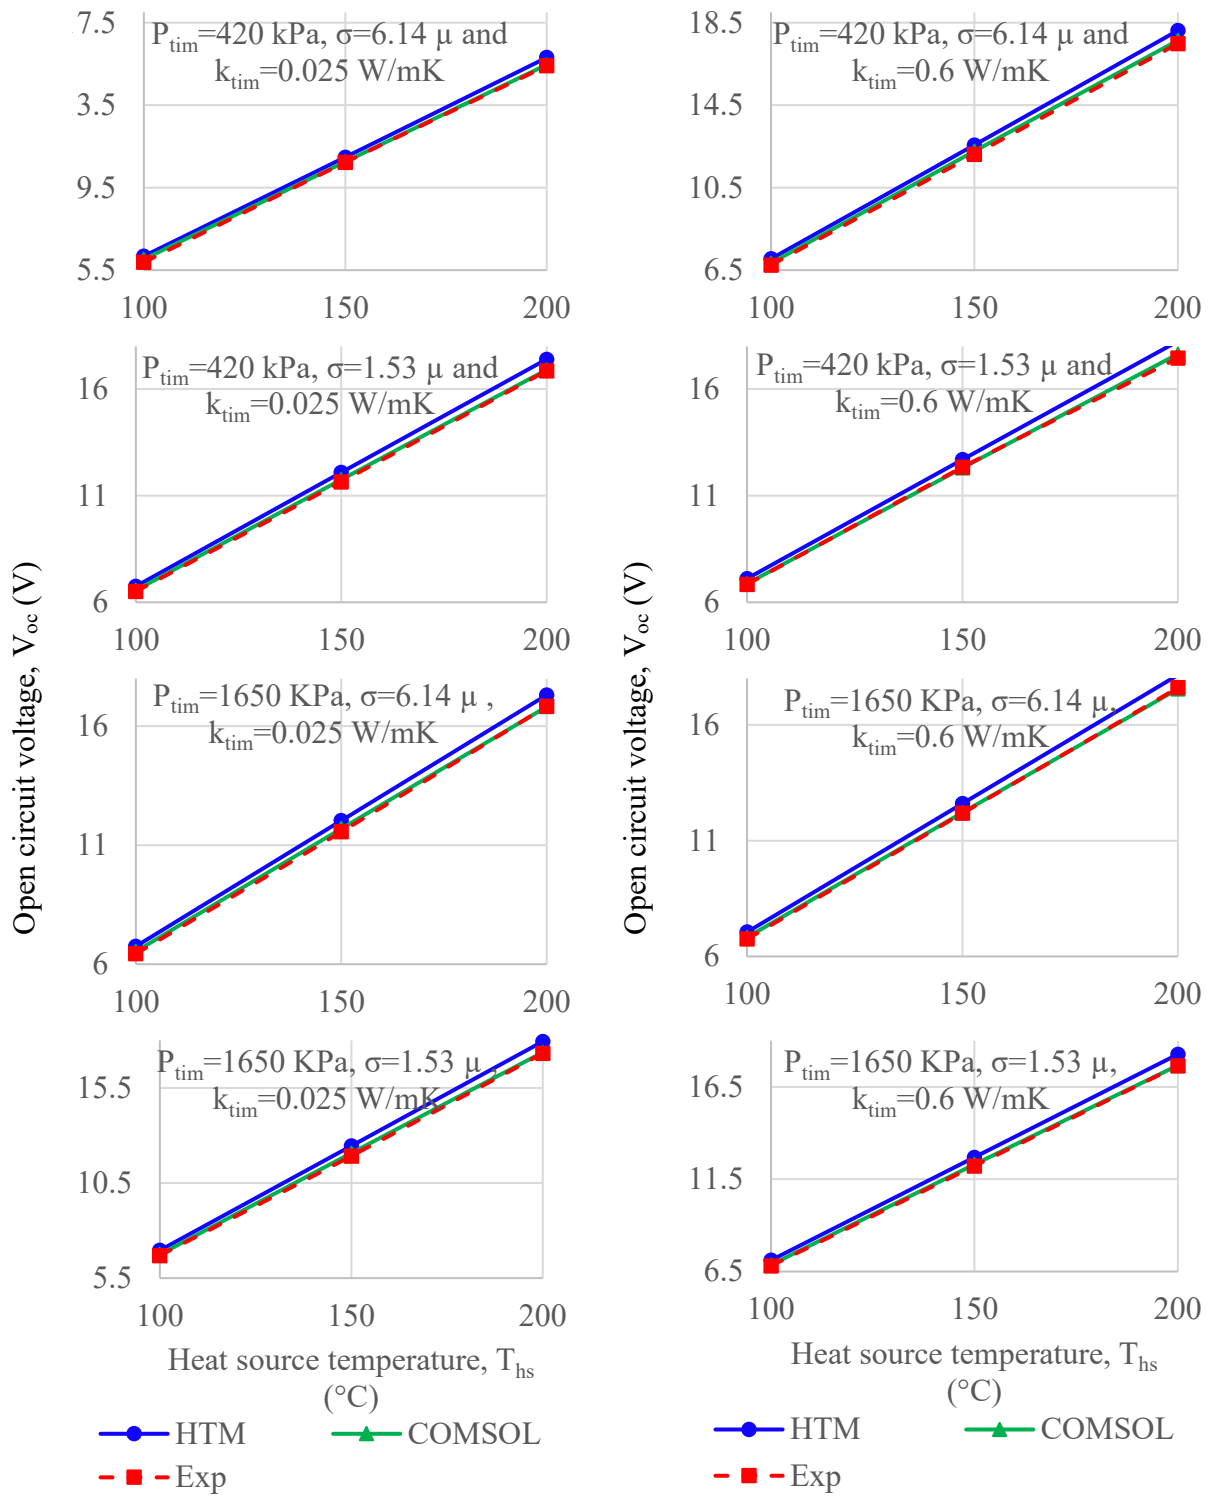 7.5
P_tim=420 kPa, σ=6.14 µ and
k_tim=0.025 W/mK
3.5
9.5
5.5
100 150 200
18.5
P_tim=420 kPa, σ=6.14 µ and
k_tim=0.6 W/mK
14.5
10.5
6.5
100 150 200
P_tim=420 kPa, σ=1.53 µ and
k_tim=0.025 W/mK
16
11
6
100 150 200
P_tim=420 kPa, σ=1.53 µ and
k_tim=0.6 W/mK
16
11
6
100 150 200
Open circuit voltage, V_oc (V)
Open circuit voltage, V_oc (V)
P_tim=1650 KPa, σ=6.14 µ ,
k_tim=0.025 W/mK
16
11
6
100 150 200
P_tim=1650 KPa, σ=6.14 µ,
k_tim=0.6 W/mK
16
11
6
100 150 200
P_tim=1650 KPa, σ=1.53 µ ,
k_tim=0.025 W/mK
15.5
10.5
5.5
100 150 200
Heat source temperature, T_hs
(°C)
HTM COMSOL
Exp
P_tim=1650 KPa, σ=1.53 µ,
k_tim=0.6 W/mK
16.5
11.5
6.5
100 150 200
Heat source temperature, T_hs
(°C)
HTM COMSOL
Exp